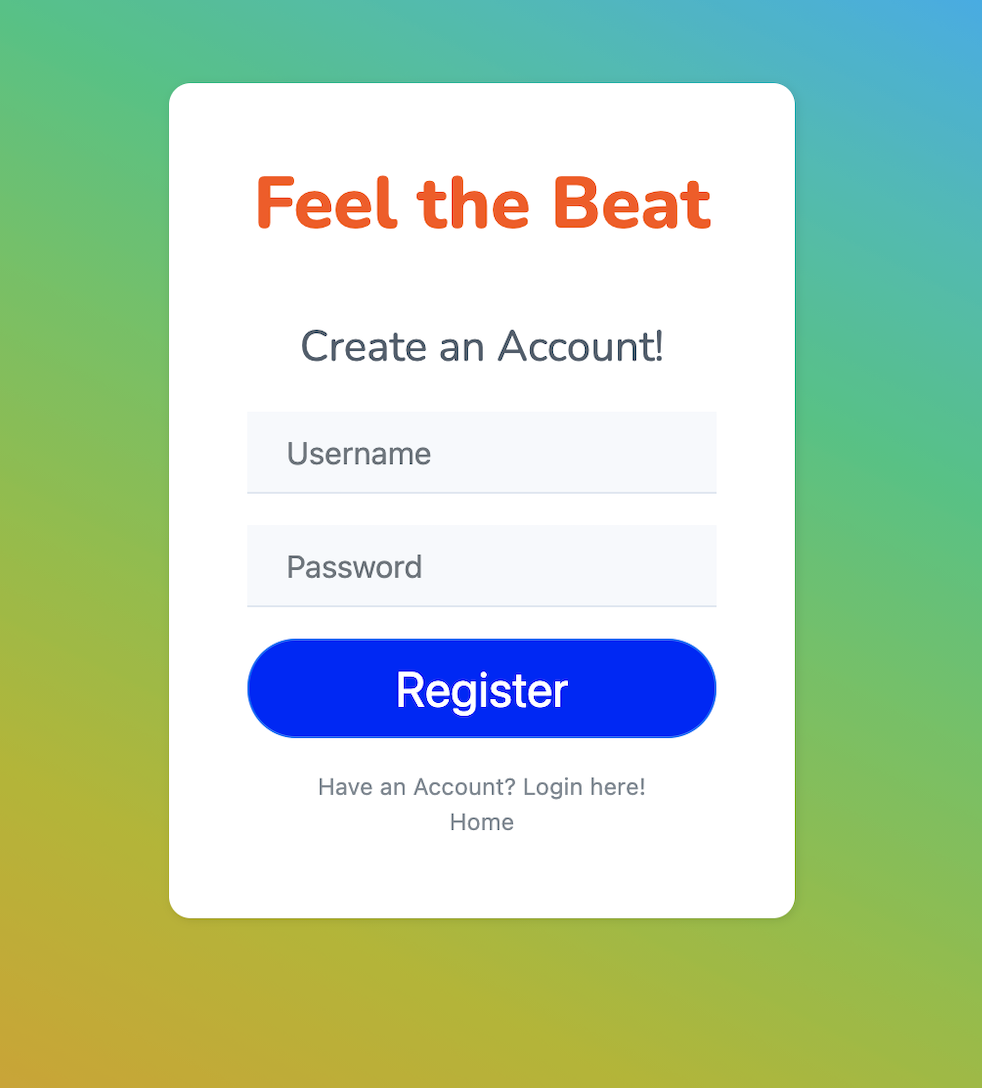 Feel the Beat
Create an Account!
Username
Password
Register
Have an Account? Login here!
Home